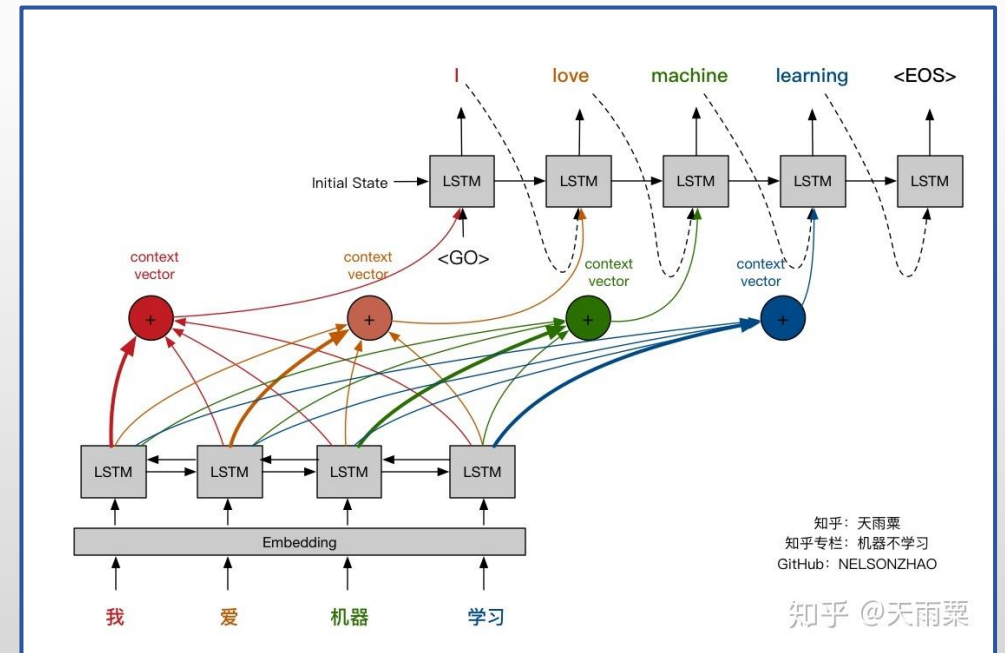 I love machine learning <EOS>
Initial State LSTM LSTM LSTM LSTM LSTM
<GO>
context
vector
context
vector
context
vector
context
vector
+ + + +
LSTM LSTM LSTM LSTM
Embedding
我 爱 机器 学习
知乎：天雨粟
知乎专栏：机器不学习
GitHub：NELSONZHAO
知乎 @天雨粟